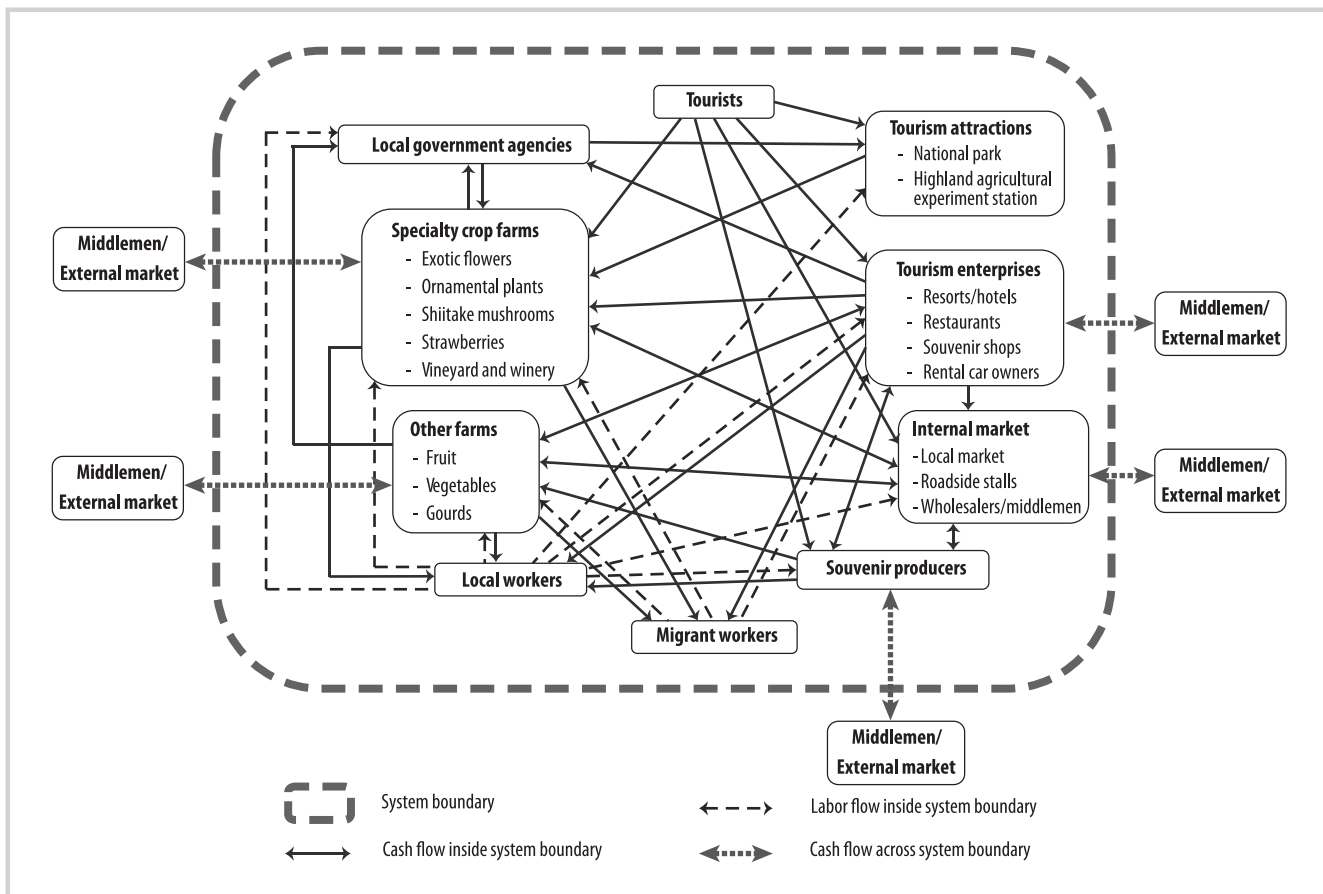 Tourists
Tourism attractions
- National park
- Highland agricultural
experiment station
Local government agencies
Specialty crop farms
- Exotic flowers
- Ornamental plants
- Shiitake mushrooms
- Strawberries
- Vineyard and winery
Middlemen/
External market
Tourism enterprises
- Resorts/hotels
- Restaurants
- Souvenir shops
- Rental car owners
Middlemen/
External market
Other farms
- Fruit
- Vegetables
- Gourds
Middlemen/
External market
Internal market
-Local market
-Roadside stalls
-Wholesalers/middlemen
Middlemen/
External market
Local workers
Souvenir producers
Migrant workers
Middlemen/
External market
System boundary
Labor flow inside system boundary
Cash flow inside system boundary
Cash flow across system boundary